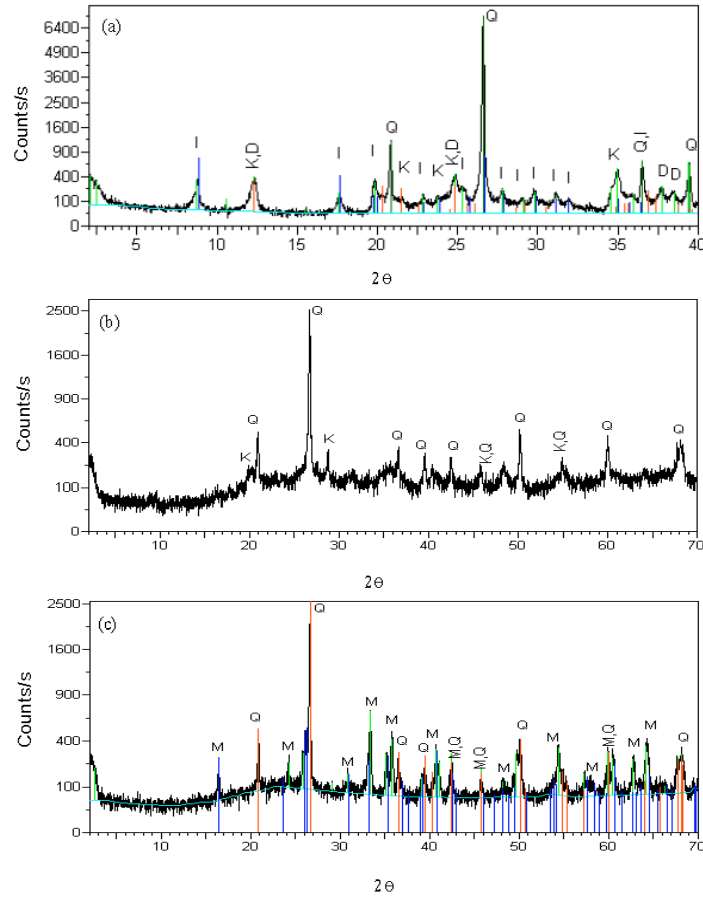 (a)
Counts/s
6400
4900
3600
2500
1600
900
400
100
0
I
K,D
I
I
Q
K
I
K
K,D
I
Q
I
I
I
I
I
K
Q,I
D
D
Q
5 10 15 20 25 30 35 40
2θ
(b)
Counts/s
2500
1600
900
400
100
0
K
Q
Q
K
Q
Q
Q
K,Q
Q
K,Q
Q
Q
10 20 30 40 50 60 70
2θ
(c)
Counts/s
2500
1600
900
400
100
0
M
Q
M
Q
M
M
M
Q
Q
M
M,Q
M,Q
M
Q
M
M
M,Q
M
M
Q
10 20 30 40 50 60 70
2θ